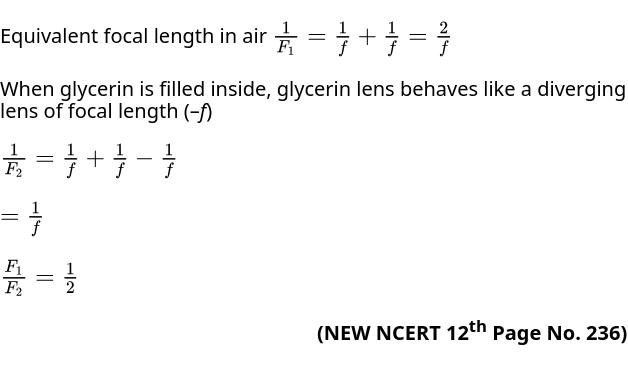 Equivalent focal length in air \(\frac{1}{F_1} = \frac{1}{f} + \frac{1}{f} = \frac{2}{f}\)
When glycerin is filled inside, glycerin lens behaves like a diverging
lens of focal length (–f)
\(\frac{1}{F_2} = \frac{1}{f} + \frac{1}{f} - \frac{1}{f}\)
\(= \frac{1}{f}\)
\(\frac{F_1}{F_2} = \frac{1}{2}\)
(NEW NCERT 12th Page No. 236)